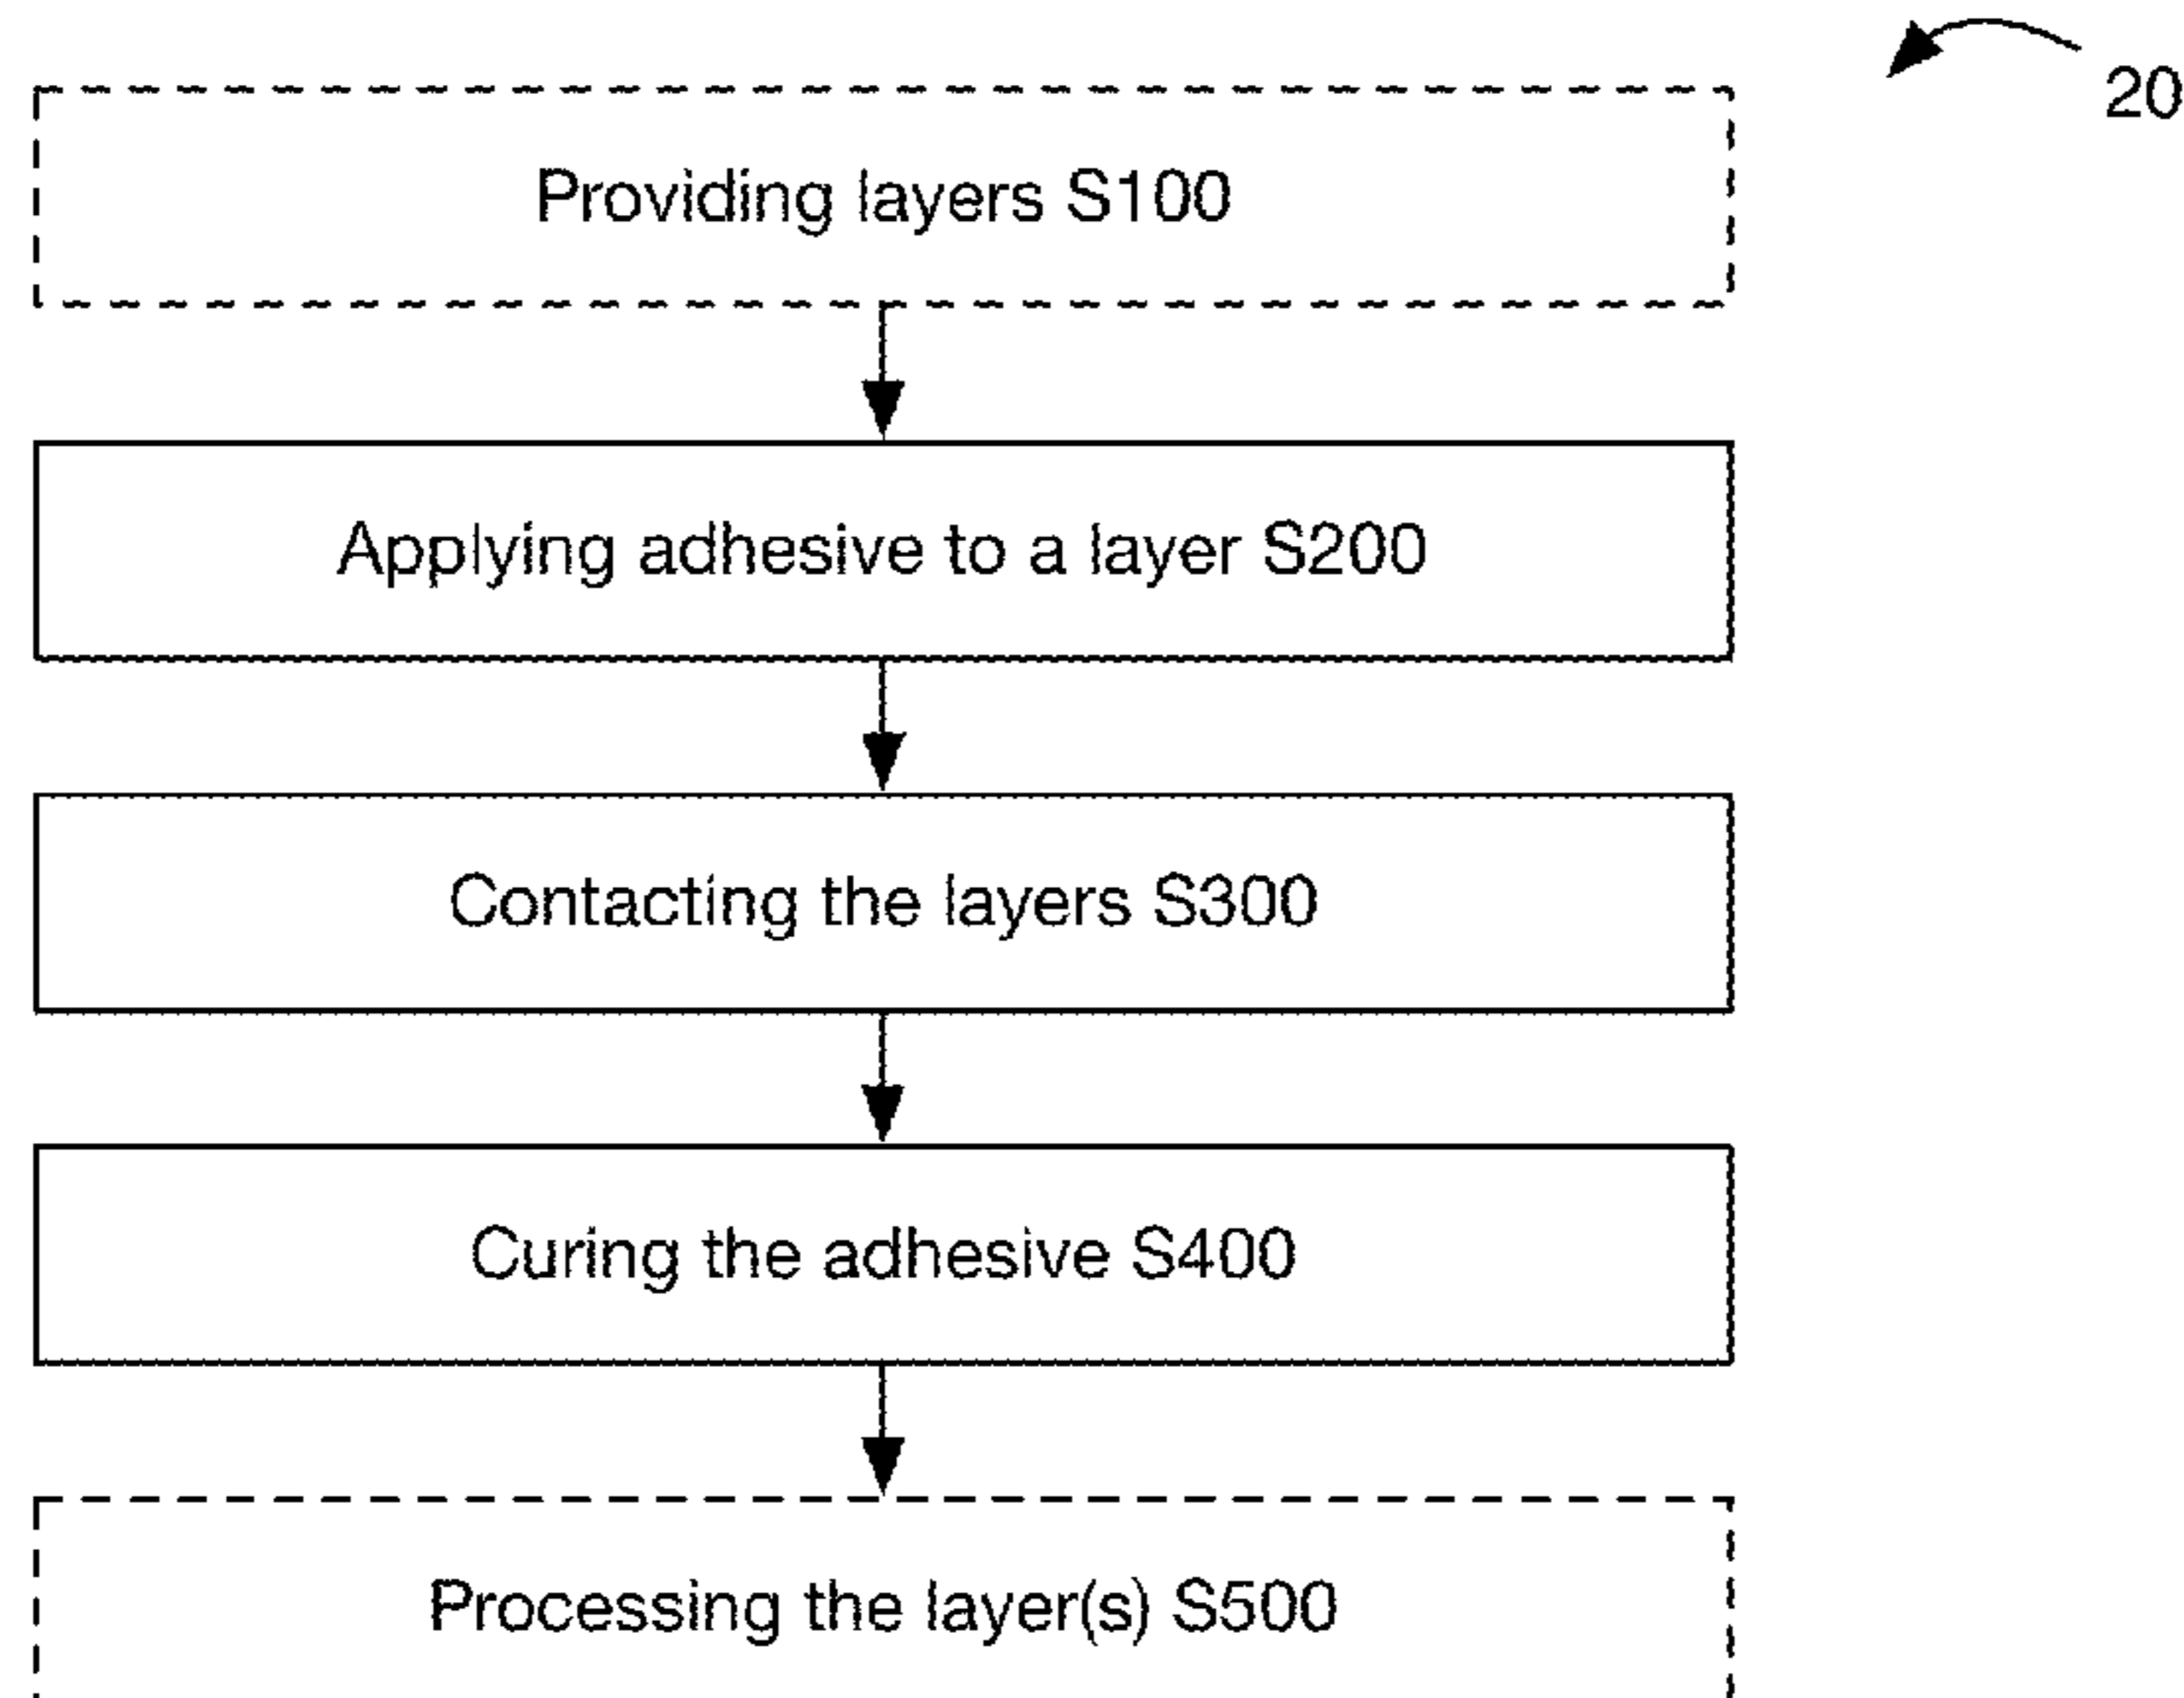 20
Providing layers S100
Applying adhesive to a layer S200
Contacting the layers S300
Curing the adhesive S400
Processing the layer(s) S500